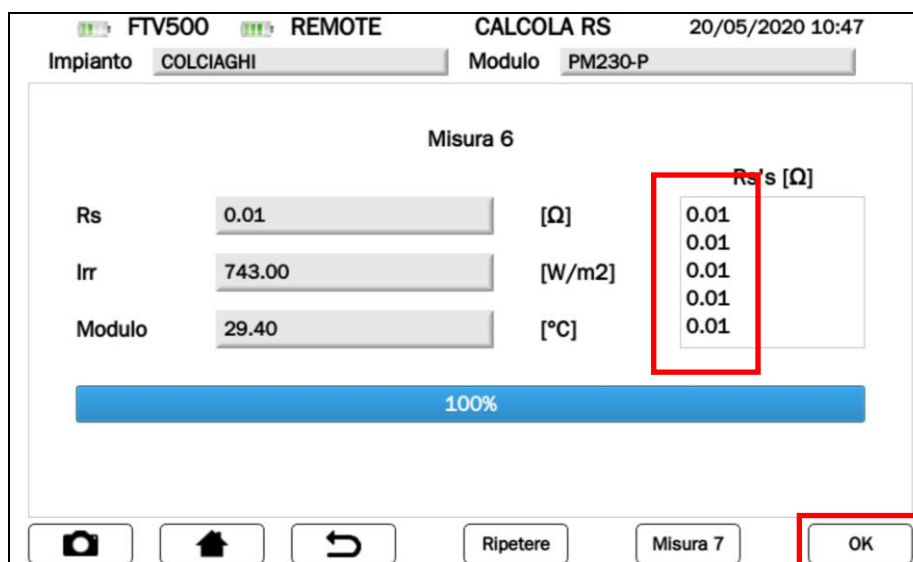 FTV500 REMOTE CALCOLA RS 20/05/2020 10:47
Impianto COLCIAGHI Modulo PM230-P
Misura 6
Rs's [Ω]
Rs 0.01 [Ω] 0.01
0.01
Irr 743.00 [W/m2] 0.01
0.01
Modulo 29.40 [°C] 0.01
100%
Ripetere Misura 7 OK